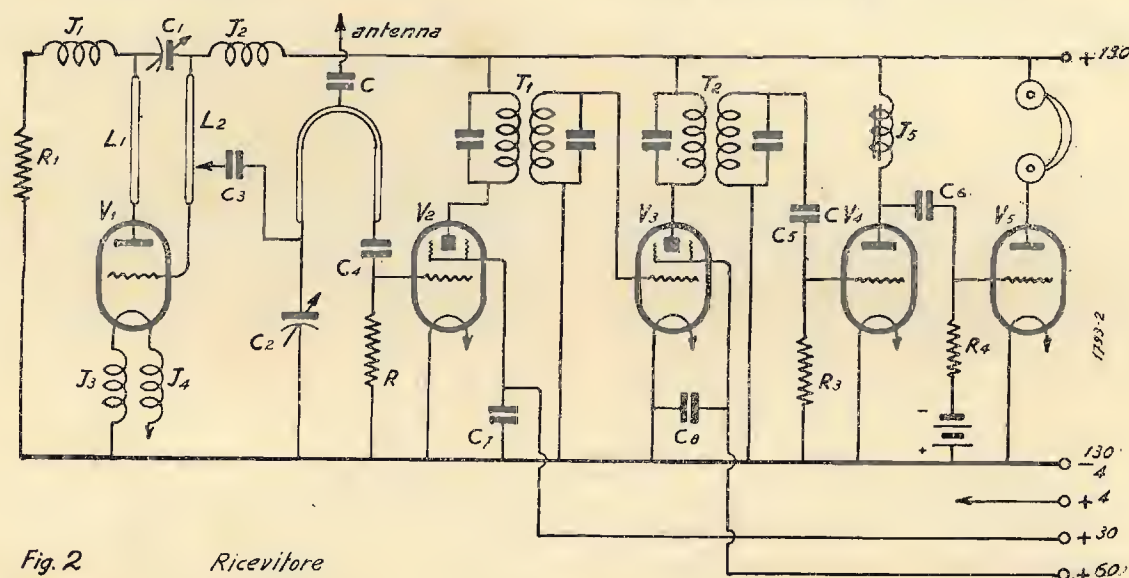 antenna
J1
C1
J2
C
T1
T2
+130
R1
L1
L2
C3
J5
V1
V2
V3
C4
C5
C
V4
C6
V5
C2
R
J3
J4
R3
R4
1793-2
C7
C8
-
+
130
- 4
+4
+30
+60
Fig. 2
Ricevitore